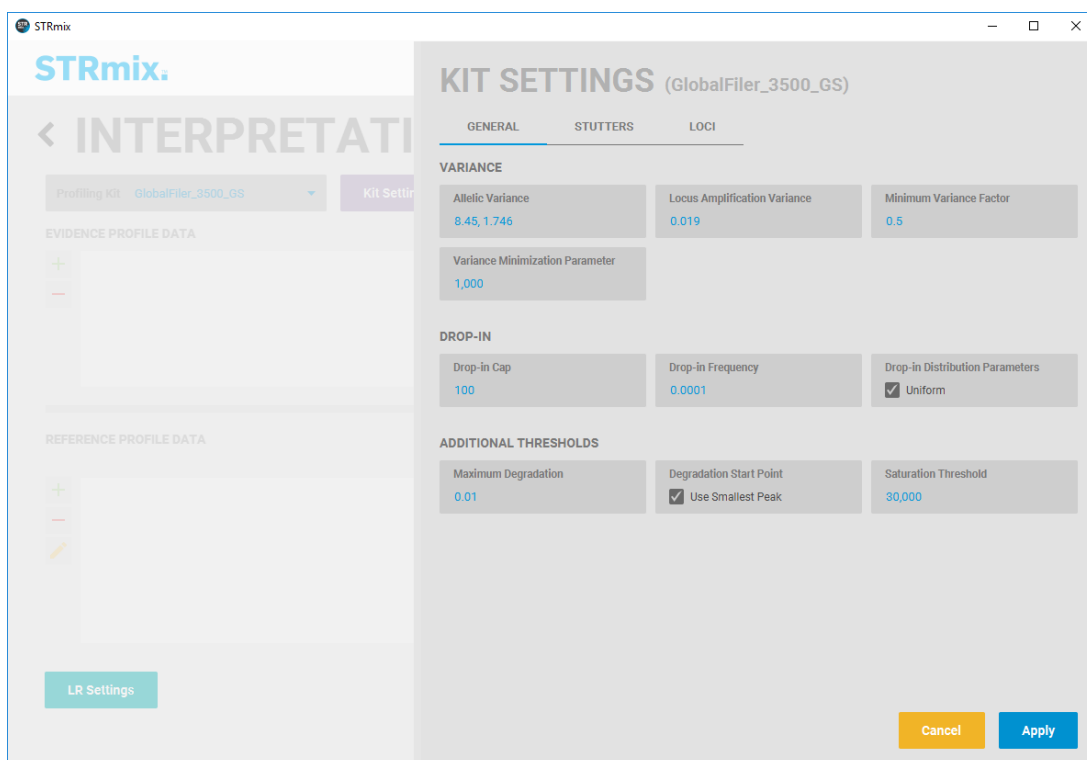 STRmix
STRmix.
INTERPRETATI
Profiling Kit GlobalFiler_3500_GS
Kit Settin
EVIDENCE PROFILE DATA
REFERENCE PROFILE DATA
LR Settings
KIT SETTINGS (GlobalFiler_3500_GS)
GENERAL STUTTERS LOCI
VARIANCE
Allelic Variance
8.45, 1.746
Locus Amplification Variance
0.019
Minimum Variance Factor
0.5
Variance Minimization Parameter
1,000
DROP-IN
Drop-in Cap
100
Drop-in Frequency
0.0001
Drop-in Distribution Parameters
Uniform
ADDITIONAL THRESHOLDS
Maximum Degradation
0.01
Degradation Start Point
Use Smallest Peak
Saturation Threshold
30,000
Cancel Apply